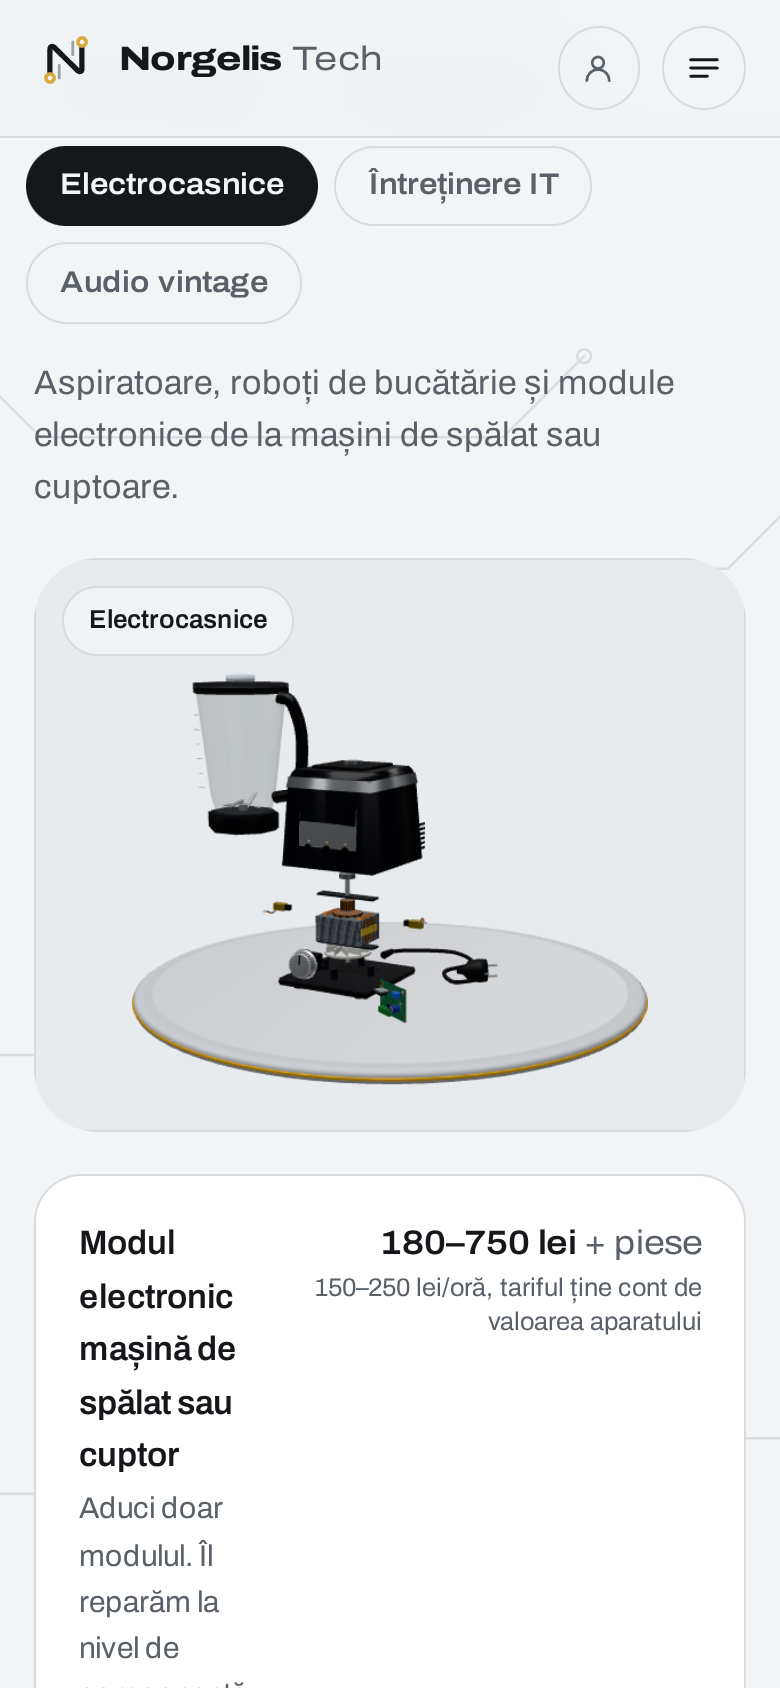 Norgelis Tech
Electrocasnice
Întreținere IT
Audio vintage
Aspiratoare, roboți de bucătărie și module
electronice de la mașini de spălat sau
cuptoare.
Electrocasnice
Modul
electronic
mașină de
spălat sau
cuptor
180–750 lei + piese
150–250 lei/oră, tariful ține cont de
valoarea aparatului
Aduci doar
modulul. Îl
reparăm la
nivel de